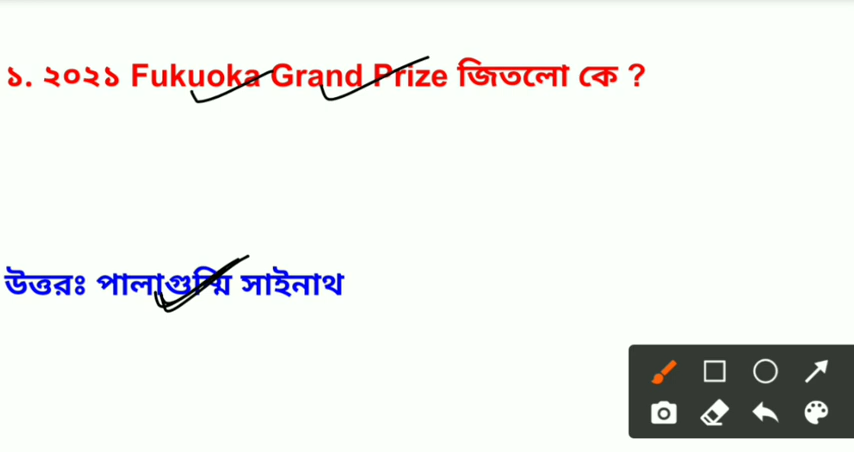 ১. ২০২১ Fukuoka Grand Prize জিতলো কে ?
উত্তরঃ পালাগুম্মি সাইনাথ